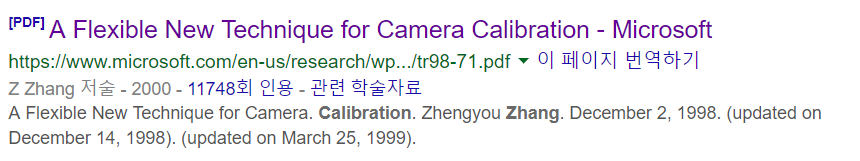 [PDF] A Flexible New Technique for Camera Calibration - Microsoft
https://www.microsoft.com/en-us/research/wp.../tr98-71.pdf ▼ 이 페이지 번역하기
Z Zhang 저술 - 2000 - 11748회 인용 - 관련 학술자료
A Flexible New Technique for Camera. Calibration. Zhengyou Zhang. December 2, 1998. (updated on
December 14, 1998). (updated on March 25, 1999).